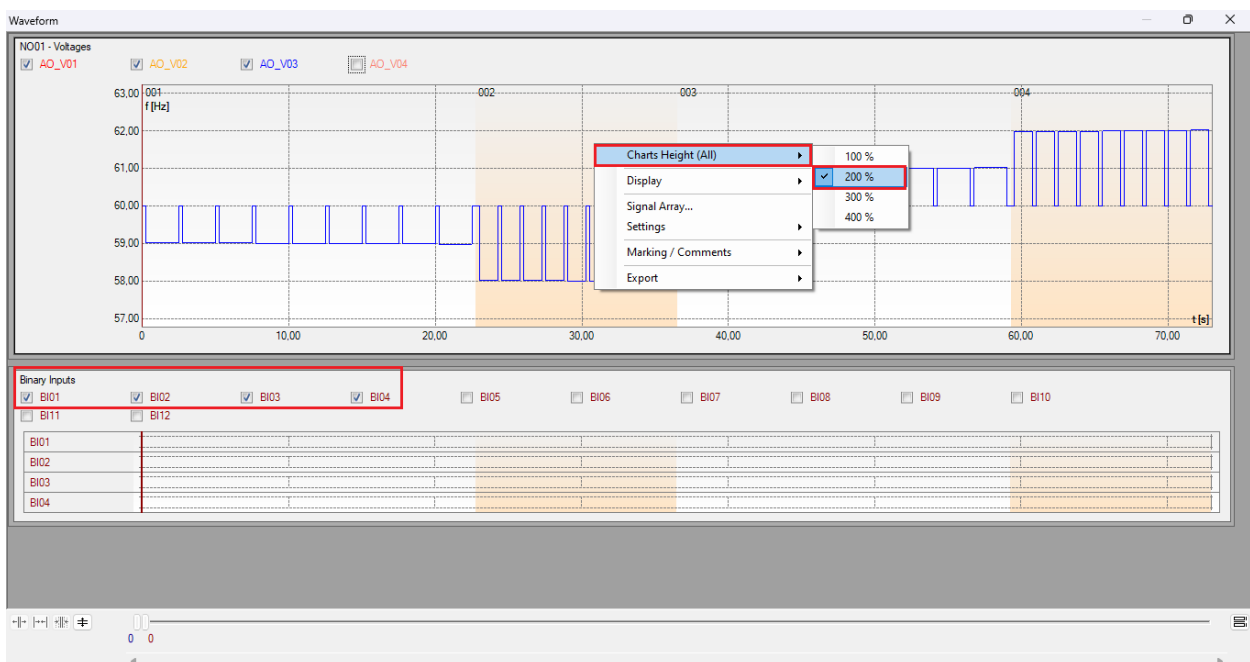 Waveform
NO01 - Voltages
AO_V01 AO_V02 AO_V03 AO_V04
63,00 001 002 003 004
f [Hz]
62,00
61,00
60,00
59,00
58,00
57,00
t [s]
0 10,00 20,00 30,00 40,00 50,00 60,00 70,00
Charts Height (All)
Display
Signal Array...
Settings
Marking / Comments
Export
100 %
200 %
300 %
400 %
Binary Inputs
BI01 BI02 BI03 BI04 BI05 BI06 BI07 BI08 BI09 BI10
BI11 BI12
BI01
BI02
BI03
BI04
0 0